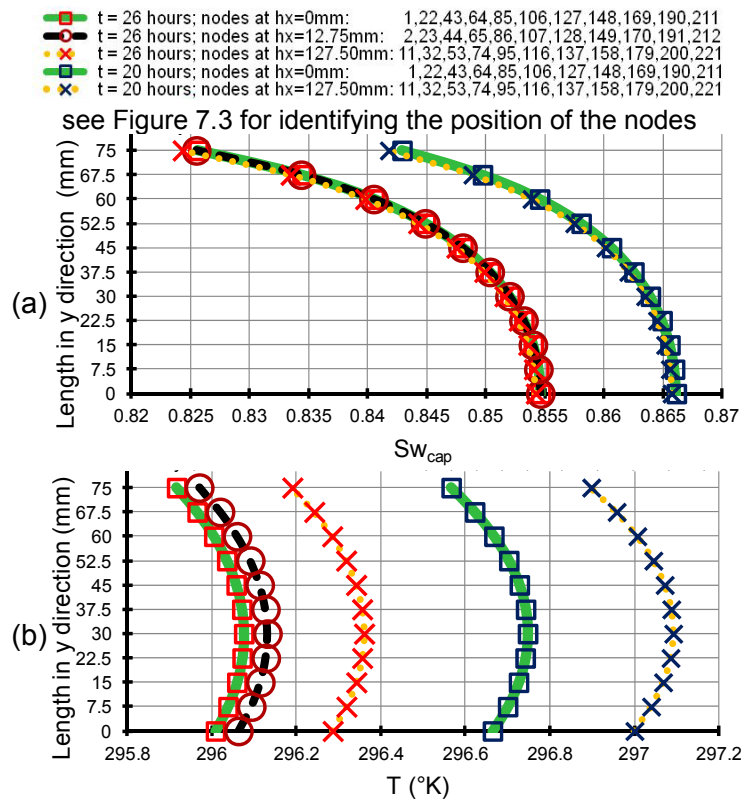 t = 26 hours; nodes at hx=0mm: 1,22,43,64,85,106,127,148,169,190,211
t = 26 hours; nodes at hx=12.75mm: 2,23,44,65,86,107,128,149,170,191,212
t = 26 hours; nodes at hx=127.50mm: 11,32,53,74,95,116,137,158,179,200,221
t = 20 hours; nodes at hx=0mm: 1,22,43,64,85,106,127,148,169,190,211
t = 20 hours; nodes at hx=127.50mm: 11,32,53,74,95,116,137,158,179,200,221
see Figure 7.3 for identifying the position of the nodes
(a)
Length in y direction (mm)
75
67.5
60
52.5
45
37.5
30
22.5
15
7.5
0
0.82 0.825 0.83 0.835 0.84 0.845 0.85 0.855 0.86 0.865 0.87
Swcap
(b)
Length in y direction (mm)
75
67.5
60
52.5
45
37.5
30
22.5
15
7.5
0
295.8 296 296.2 296.4 296.6 296.8 297 297.2
T (°K)